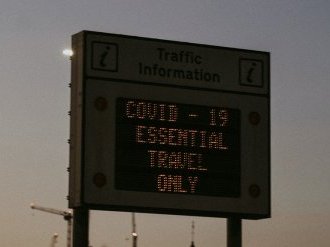 i Traffic i
Information
COVID - 19
ESSENTIAL
TRAVEL
ONLY